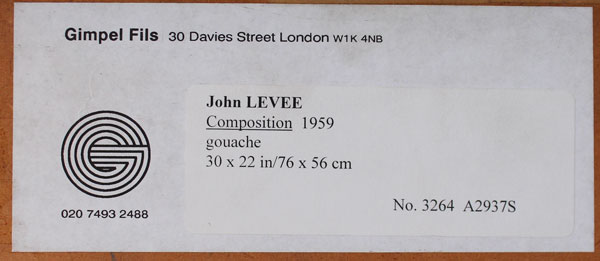 Gimpel Fils 30 Davies Street London W1K 4NB
John LEVEE
Composition 1959
gouache
30 x 22 in/76 x 56 cm
No. 3264 A2937S
020 7493 2488